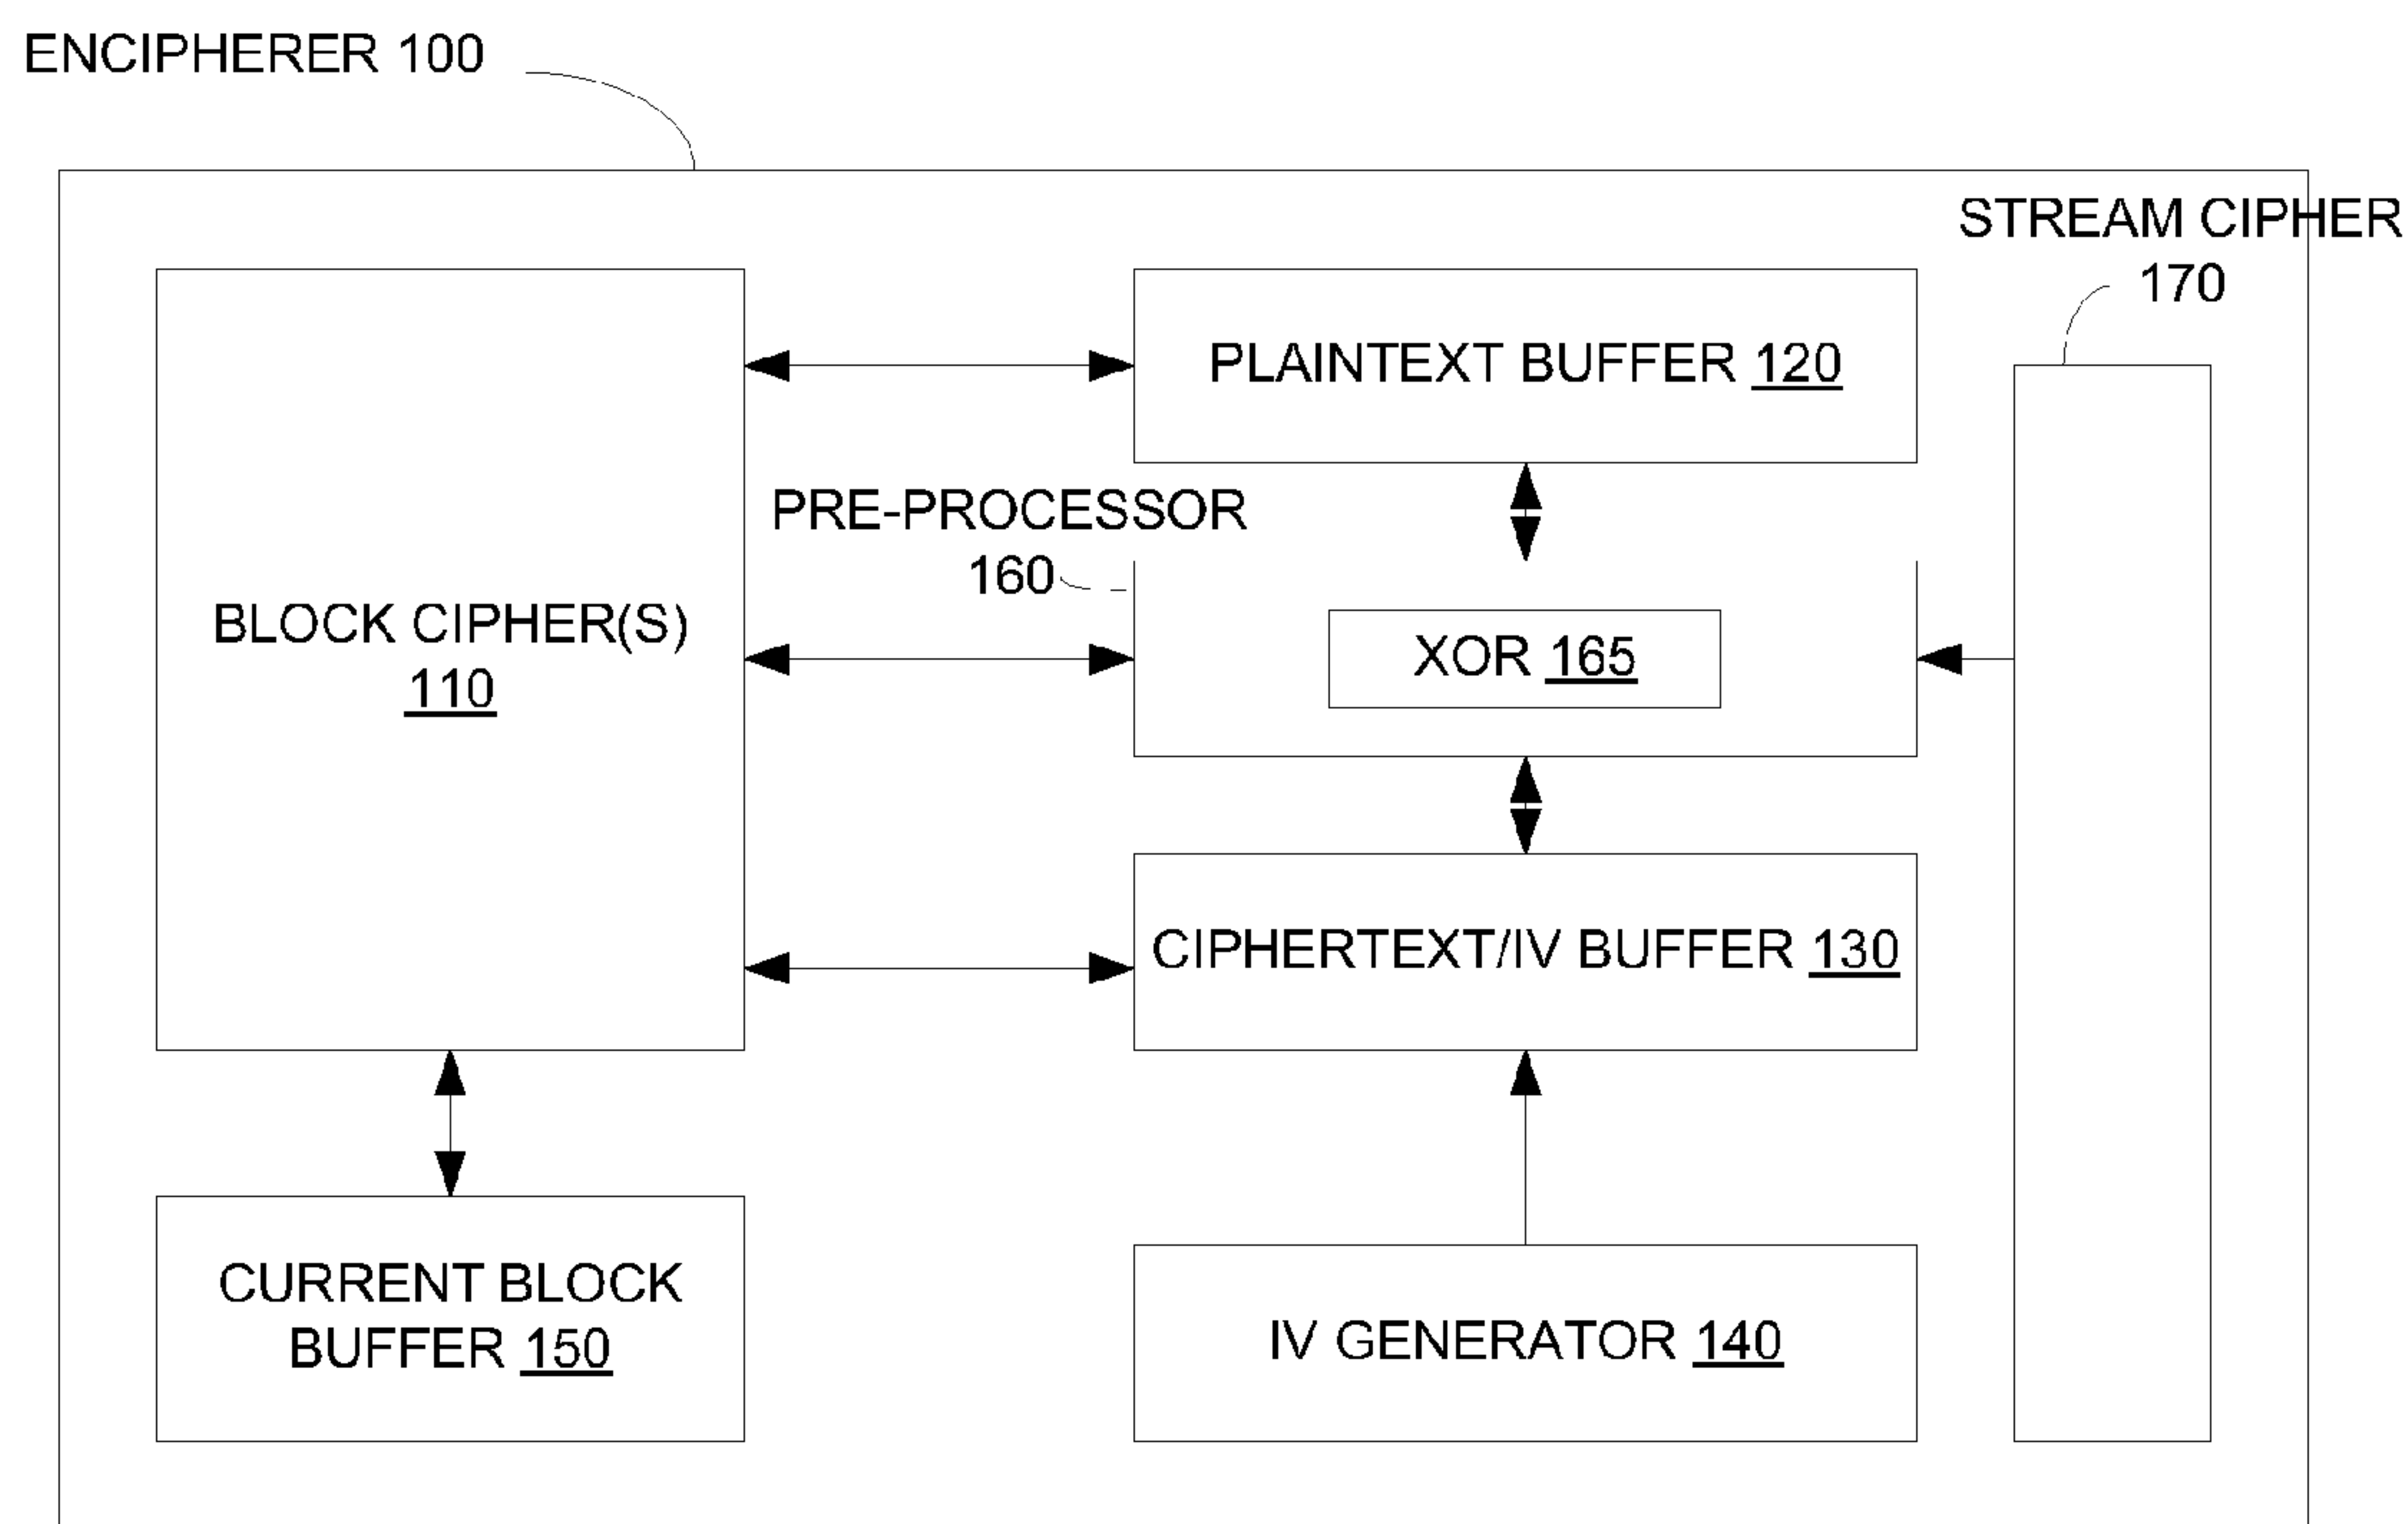 ENCIPHERER 100
STREAM CIPHER
170
PLAINTEXT BUFFER 120
PRE-PROCESSOR
160
BLOCK CIPHER(S)
110
XOR 165
CIPHERTEXT/IV BUFFER 130
CURRENT BLOCK
BUFFER 150
IV GENERATOR 140